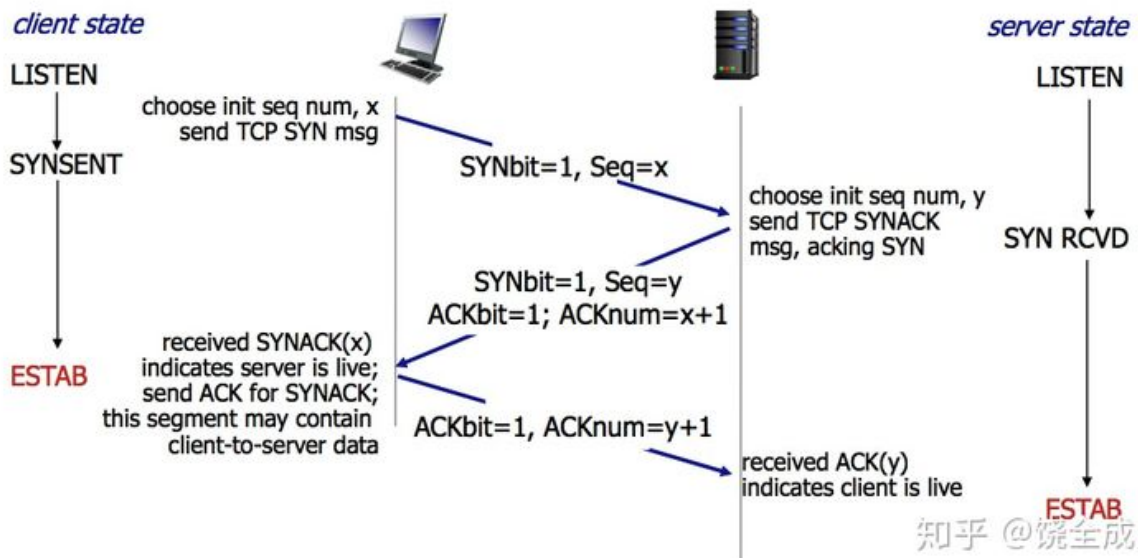 client state
server state
LISTEN
LISTEN
choose init seq num, x
send TCP SYN msg
SYNSENT
SYNbit=1, Seq=x
choose init seq num, y
send TCP SYNACK
msg, acking SYN
SYN RCVD
SYNbit=1, Seq=y
ACKbit=1; ACKnum=x+1
received SYNACK(x)
indicates server is live;
send ACK for SYNACK;
this segment may contain
client-to-server data
ESTAB
ACKbit=1, ACKnum=y+1
received ACK(y)
indicates client is live
ESTAB
知乎 @饶全成